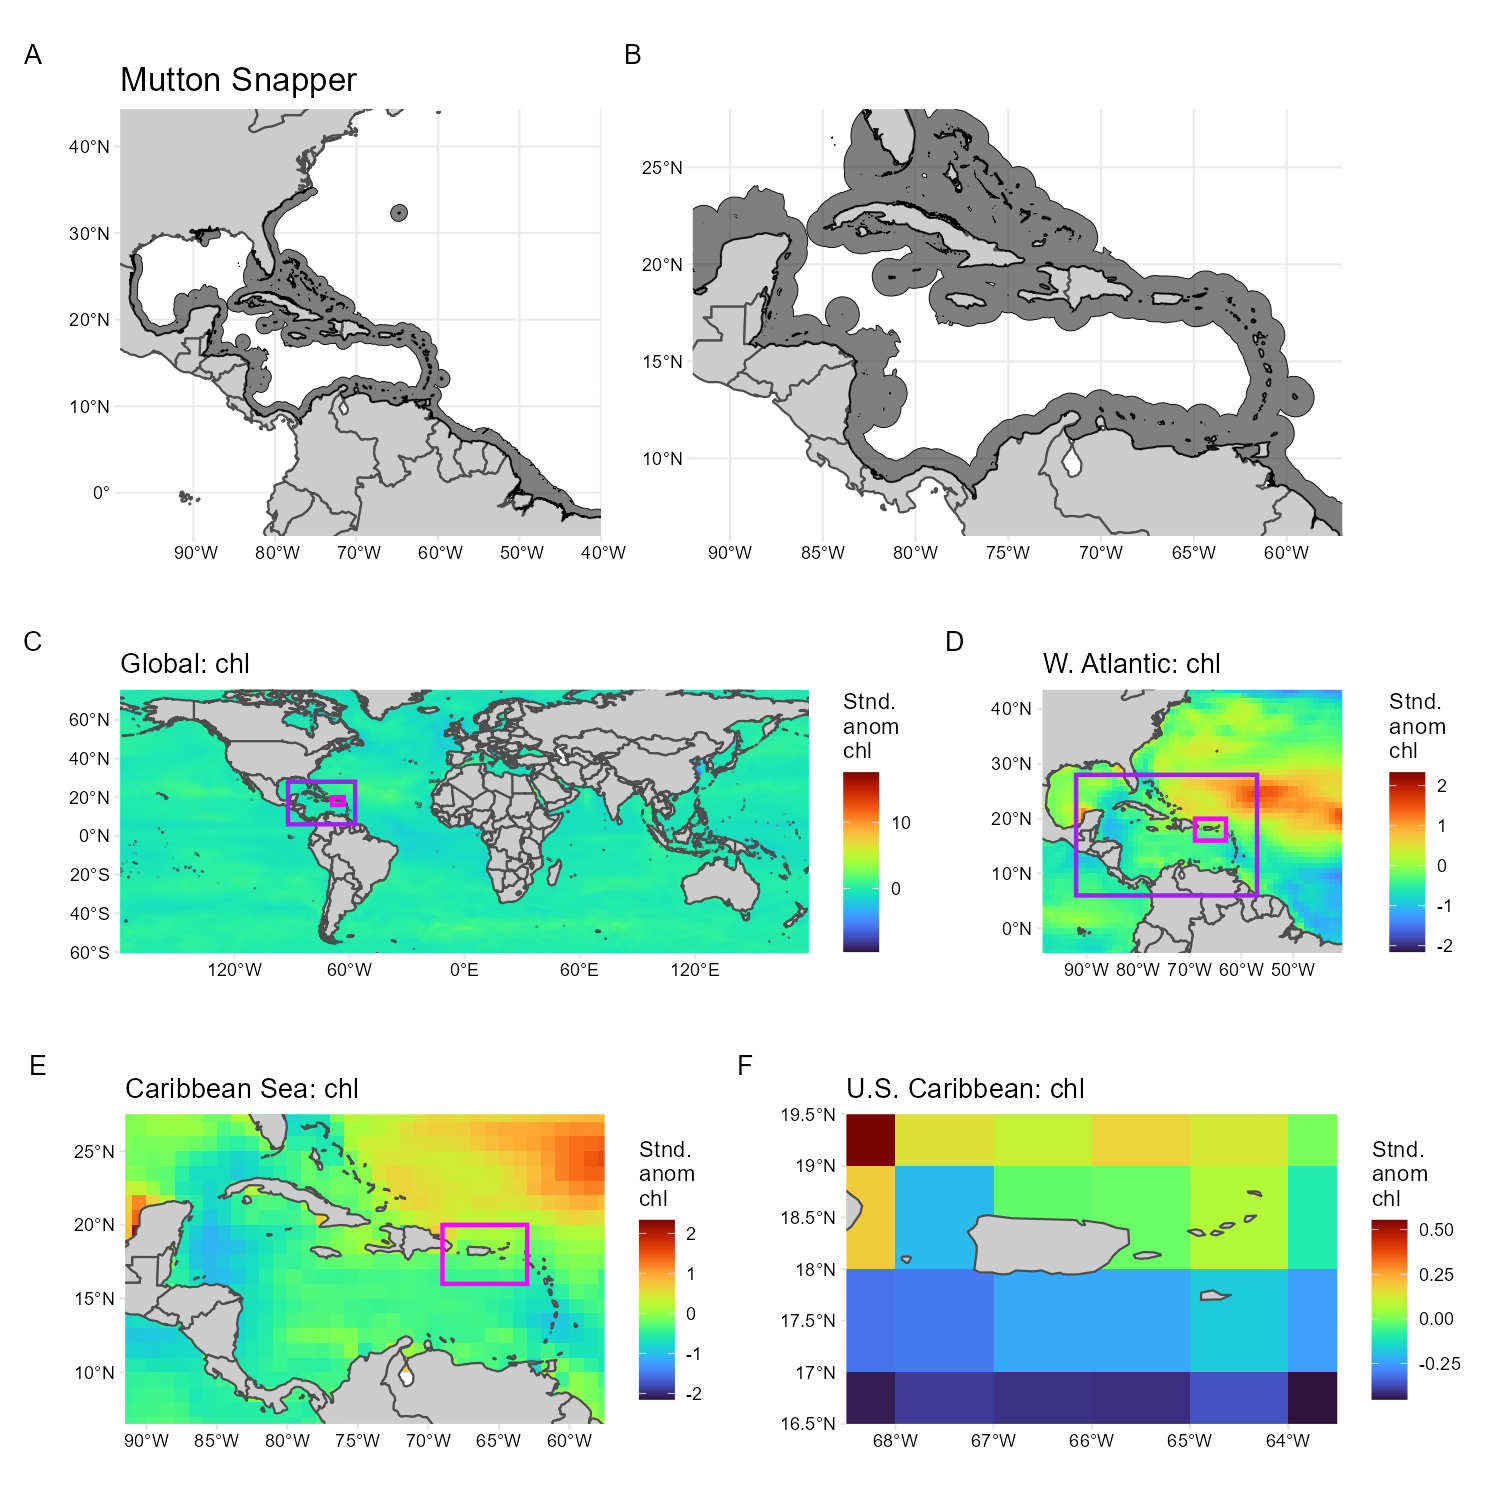 A
B
Mutton Snapper
40°N
30°N
20°N
10°N
0°
90°W 80°W 70°W 60°W 50°W 40°W
25°N
20°N
15°N
10°N
90°W 85°W 80°W 75°W 70°W 65°W 60°W
C
D
Global: chl
60°N
40°N
20°N
0°N
20°S
40°S
60°S
120°W 60°W 0°E 60°E 120°E
Stnd.
anom
chl
10
0
W. Atlantic: chl
40°N
30°N
20°N
10°N
0°N
90°W 80°W 70°W 60°W 50°W
Stnd.
anom
chl
2
1
0
-1
-2
E
F
Caribbean Sea: chl
25°N
20°N
15°N
10°N
90°W 85°W 80°W 75°W 70°W 65°W 60°W
Stnd.
anom
chl
2
1
0
-1
-2
U.S. Caribbean: chl
19.5°N
19°N
18.5°N
18°N
17.5°N
17°N
16.5°N
68°W 67°W 66°W 65°W 64°W
Stnd.
anom
chl
0.50
0.25
0.00
-0.25